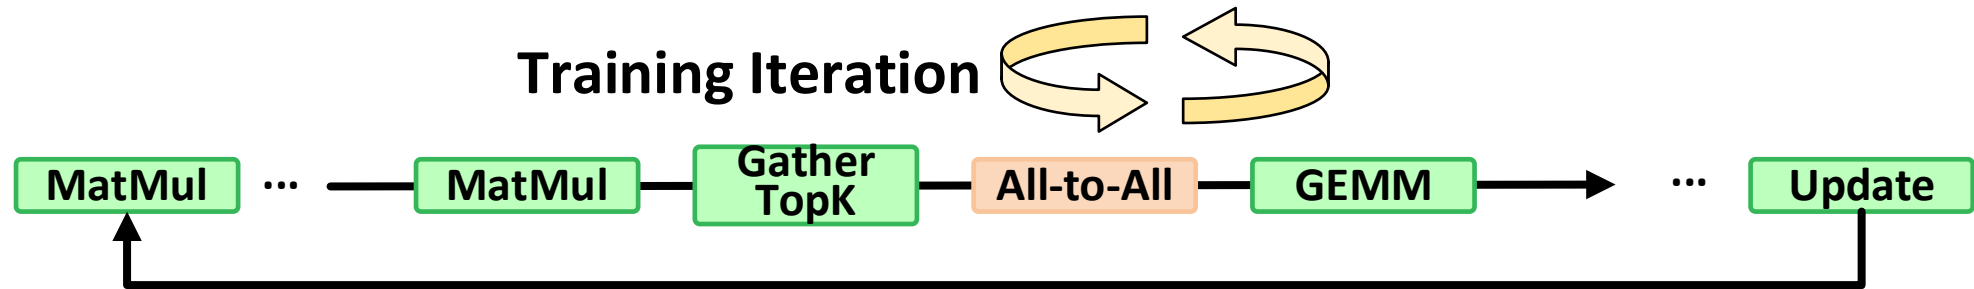 Training Iteration
MatMul
...
MatMul
Gather
TopK
All-to-All
GEMM
...
Update